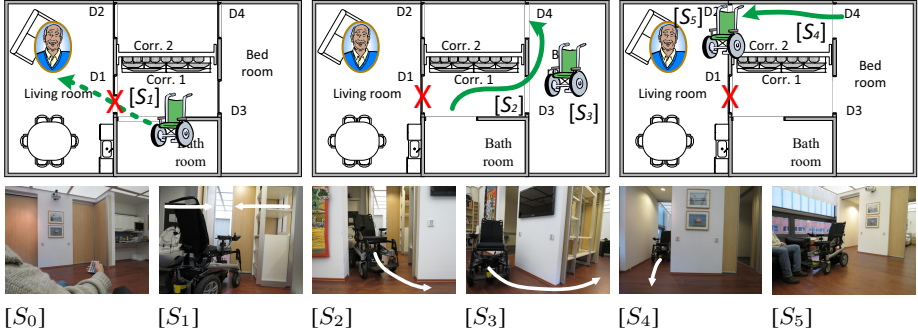 D2
D4
Corr. 2
Bed
room
D1
Corr. 1
Living room
[S1]
D3
Bath
room
D2
D4
Corr. 2
B
D1
Corr. 1
Living room
[S2]
D3
[S3]
Bath
room
[S5]
D2
D4
[S4]
Corr. 2
Bed
room
D1
Corr. 1
Living room
D3
Bath
room
[S0]
[S1]
[S2]
[S3]
[S4]
[S5]